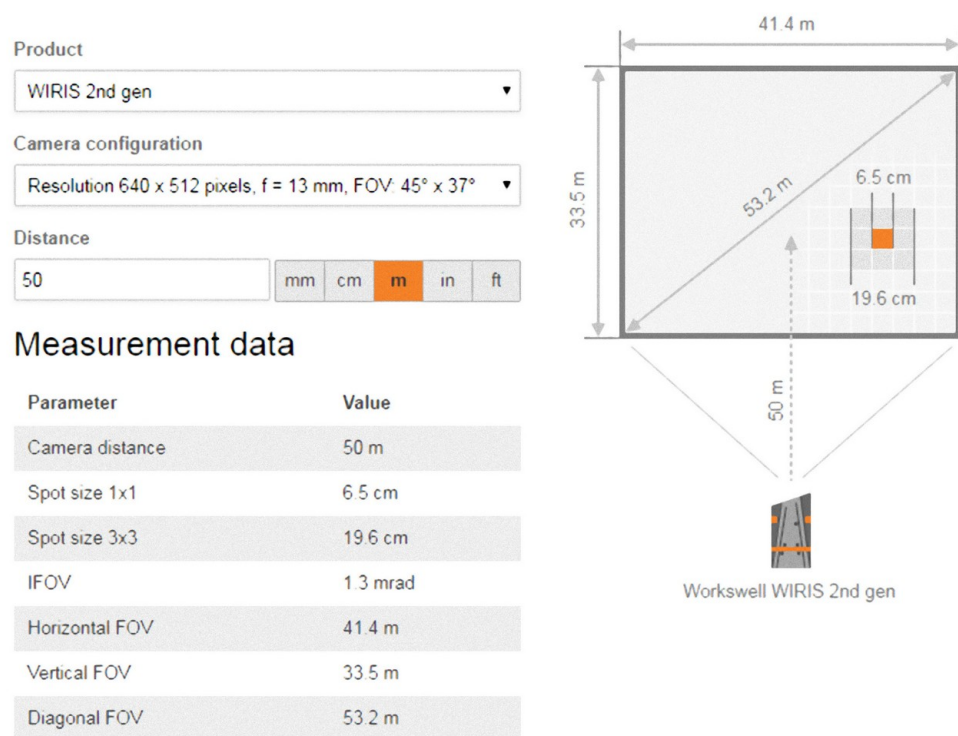 Product
WIRIS 2nd gen
Camera configuration
Resolution 640 x 512 pixels, f = 13 mm, FOV: 45° x 37°
Distance
50 mm cm m in ft
Measurement data
Parameter Value
Camera distance 50 m
Spot size 1x1 6.5 cm
Spot size 3x3 19.6 cm
IFOV 1.3 mrad
Horizontal FOV 41.4 m
Vertical FOV 33.5 m
Diagonal FOV 53.2 m
41.4 m
33.5 m
53.2 m
6.5 cm
19.6 cm
50 m
Workswell WIRIS 2nd gen